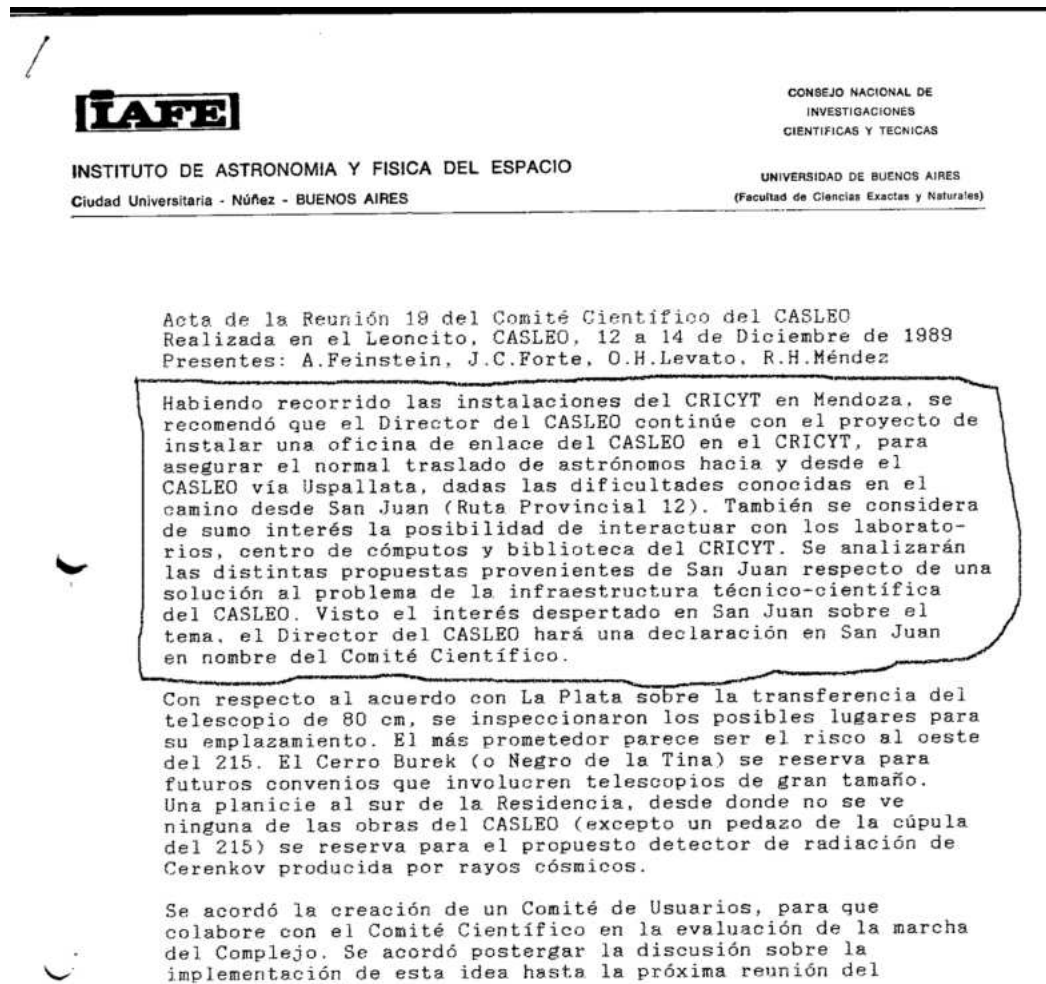 IAFE
CONSEJO NACIONAL DE
INVESTIGACIONES
CIENTIFICAS Y TECNICAS
INSTITUTO DE ASTRONOMIA Y FISICA DEL ESPACIO
Ciudad Universitaria - Núñez - BUENOS AIRES
UNIVERSIDAD DE BUENOS AIRES
(Facultad de Ciencias Exactas y Naturales)
Acta de la Reunión 19 del Comité Científico del CASLEO
Realizada en el Leoncito, CASLEO, 12 a 14 de Diciembre de 1989
Presentes: A.Feinstein, J.C.Forte, O.H.Levato, R.H.Méndez
Habiendo recorrido las instalaciones del CRICYT en Mendoza, se
recomendó que el Director del CASLEO continúe con el proyecto de
instalar una oficina de enlace del CASLEO en el CRICYT, para
asegurar el normal traslado de astrónomos hacia y desde el
CASLEO vía Uspallata, dadas las dificultades conocidas en el
camino desde San Juan (Ruta Provincial 12). También se considera
de sumo interés la posibilidad de interactuar con los laborato-
rios, centro de cómputos y biblioteca del CRICYT. Se analizarán
las distintas propuestas provenientes de San Juan respecto de una
solución al problema de la infraestructura técnico-científica
del CASLEO. Visto el interés despertado en San Juan sobre el
tema, el Director del CASLEO hará una declaración en San Juan
en nombre del Comité Científico.
Con respecto al acuerdo con La Plata sobre la transferencia del
telescopio de 80 cm, se inspeccionaron los posibles lugares para
su emplazamiento. El más prometedor parece ser el risco al oeste
del 215. El Cerro Burek (o Negro de la Tina) se reserva para
futuros convenios que involucren telescopios de gran tamaño.
Una planicie al sur de la Residencia, desde donde no se ve
ninguna de las obras del CASLEO (excepto un pedazo de la cúpula
del 215) se reserva para el propuesto detector de radiación de
Cerenkov producida por rayos cósmicos.
Se acordó la creación de un Comité de Usuarios, para que
colabore con el Comité Científico en la evaluación de la marcha
del Complejo. Se acordó postergar la discusión sobre la
implementación de esta idea hasta la próxima reunión del